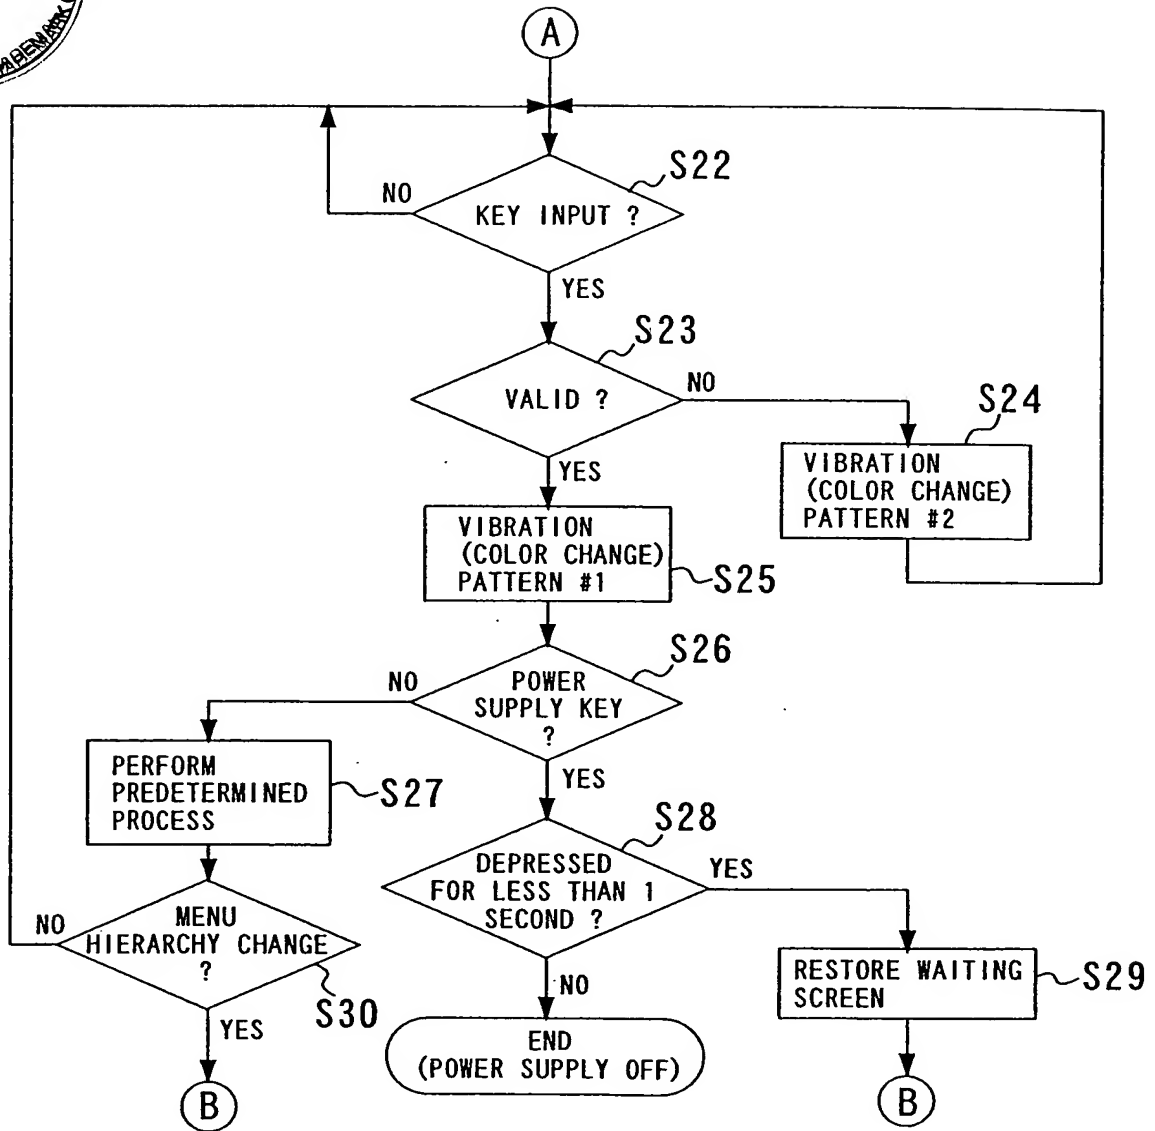 A
S22
NO
KEY INPUT ?
YES
S23
NO
VALID ?
S24
YES
VIBRATION
(COLOR CHANGE)
PATTERN #2
VIBRATION
(COLOR CHANGE)
PATTERN #1
S25
S26
NO
POWER
SUPPLY KEY
?
YES
PERFORM
PREDETERMINED
PROCESS
S27
S28
DEPRESSED
FOR LESS THAN 1
SECOND ?
YES
NO
MENU
HIERARCHY CHANGE
?
S30
YES
RESTORE WAITING
SCREEN
S29
NO
END
(POWER SUPPLY OFF)
B
B